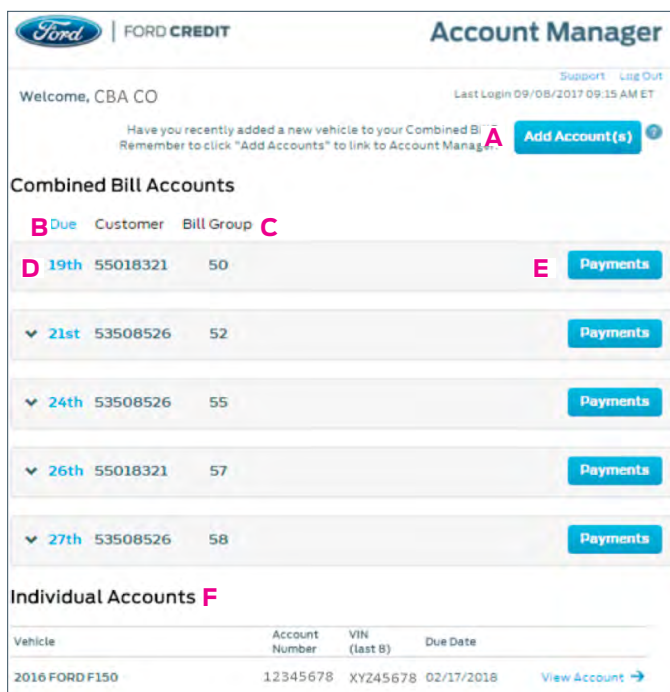 Ford FORD CREDIT Account Manager
Support Log Out
Welcome, CBA CO Last Login 09/08/2017 09:15 AM ET
Have you recently added a new vehicle to your Combined A Add Account(s) ?
Remember to click "Add Accounts" to link to Account
Combined Bill Accounts
B Due Customer Bill Group C
D 19th 55018321 50 E Payments
21st 53508526 52 Payments
24th 53508526 55 Payments
26th 55018321 57 Payments
27th 53508526 58 Payments
Individual Accounts F
Vehicle Account Number VIN (last 8) Due Date
2016 FORD F150 12345678 XYZ45678 02/17/2018 View Account →